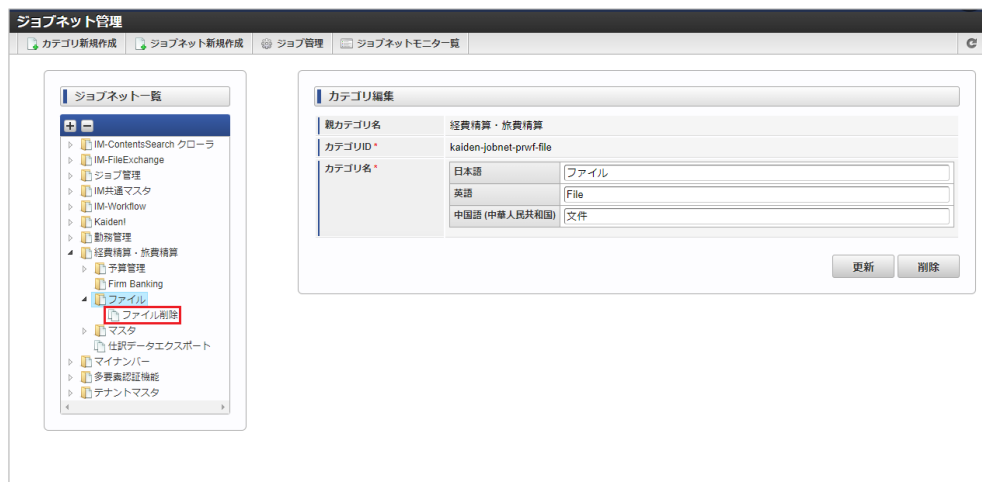 ジョブネット管理
カテゴリ新規作成 ジョブネット新規作成 ジョブ管理 ジョブネットモニター覧
ジョブネット一覧
IM-ContentsSearch クローラ
IM-FileExchange
ジョブ管理
IM共通マスタ
IM-Workflow
Kaiden!
勤務管理
経費精算・旅費精算
予算管理
Firm Banking
ファイル
ファイル削除
マスタ
仕訳データエクスポート
マイナンバー
多要素認証機能
テナントマスタ
カテゴリ編集
親カテゴリ名 経費精算・旅費精算
カテゴリID * kaiden-jobnet-prwf-file
カテゴリ名 *
日本語 ファイル
英語 File
中国語 (中華人民共和国) 文件
更新 削除